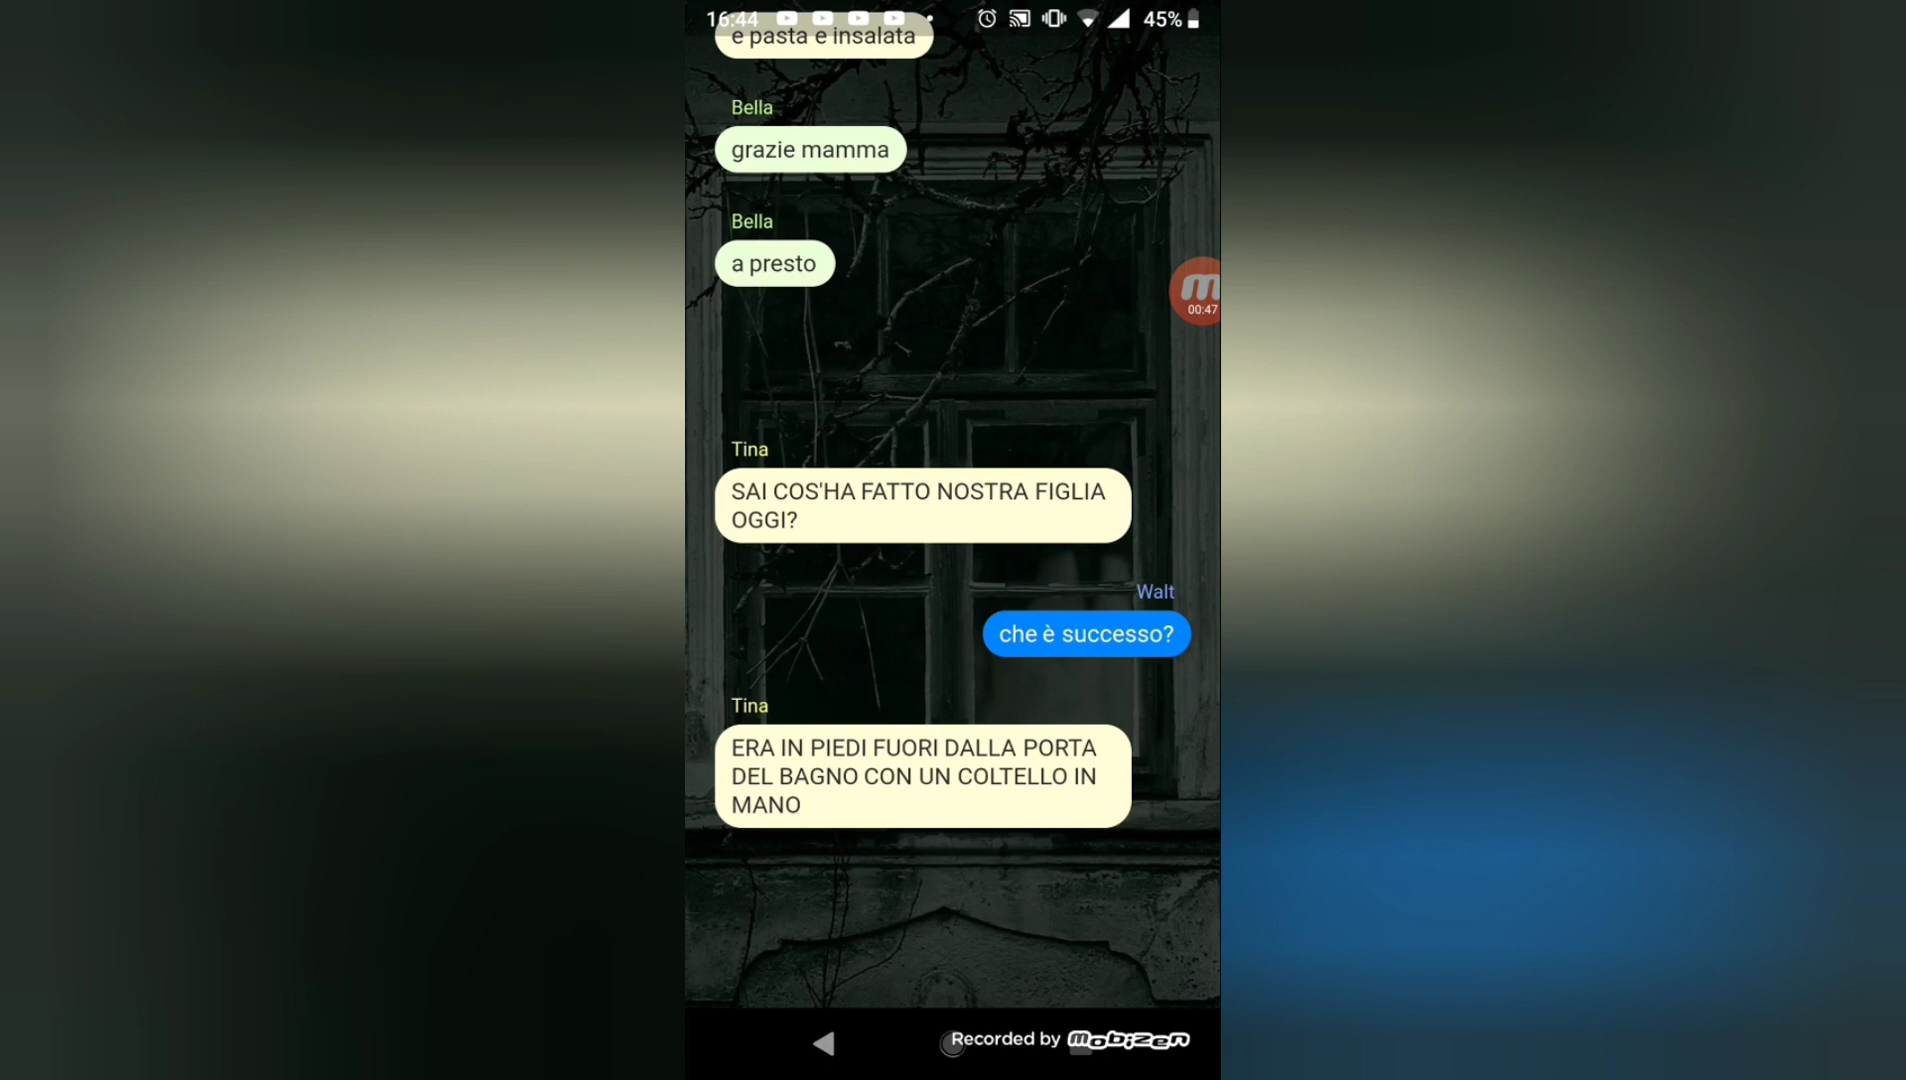 16:44
45%
e pasta e insalata
Bella
grazie mamma
Bella
a presto
00:47
Tina
SAI COS'HA FATTO NOSTRA FIGLIA
OGGI?
Walt
che è successo?
Tina
ERA IN PIEDI FUORI DALLA PORTA
DEL BAGNO CON UN COLTELLO IN
MANO
Recorded by mobizen